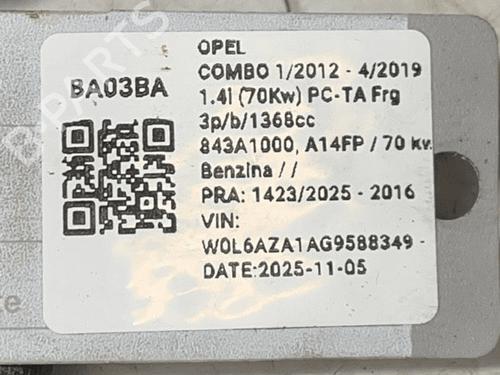 OPEL
BA03BA
COMBO 1/2012 - 4/2019
1.4l (70Kw) PC-TA Frg
3p/b/1368cc
843A1000, A14FP / 70 kv.
Benzina / /
PRA: 1423/2025 - 2016
VIN:
W0L6AZA1AG9588349 -
DATE:2025-11-05